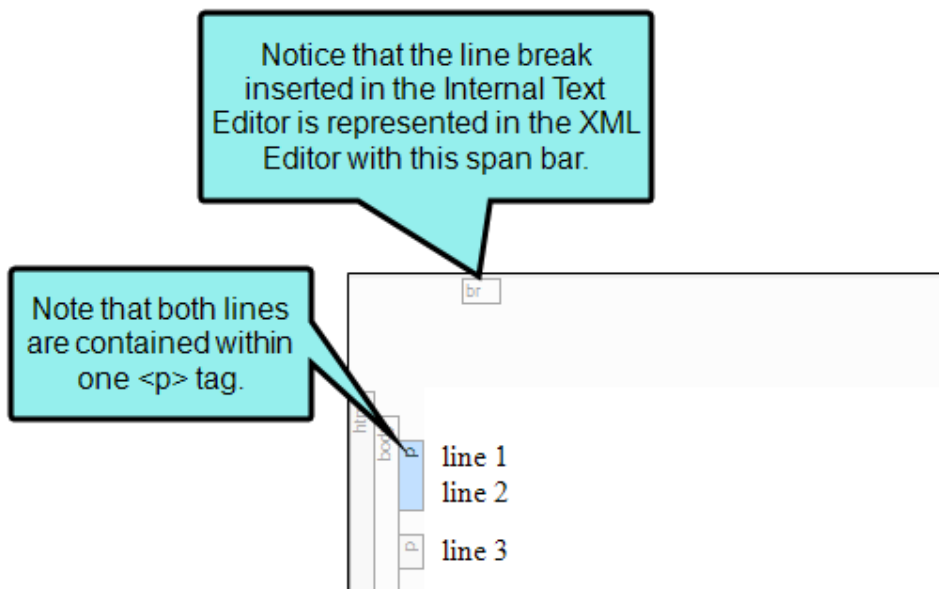 Notice that the line break
inserted in the Internal Text
Editor is represented in the XML
Editor with this span bar.
br
Note that both lines
are contained within
one <p> tag.
p
line 1
line 2
p
line 3